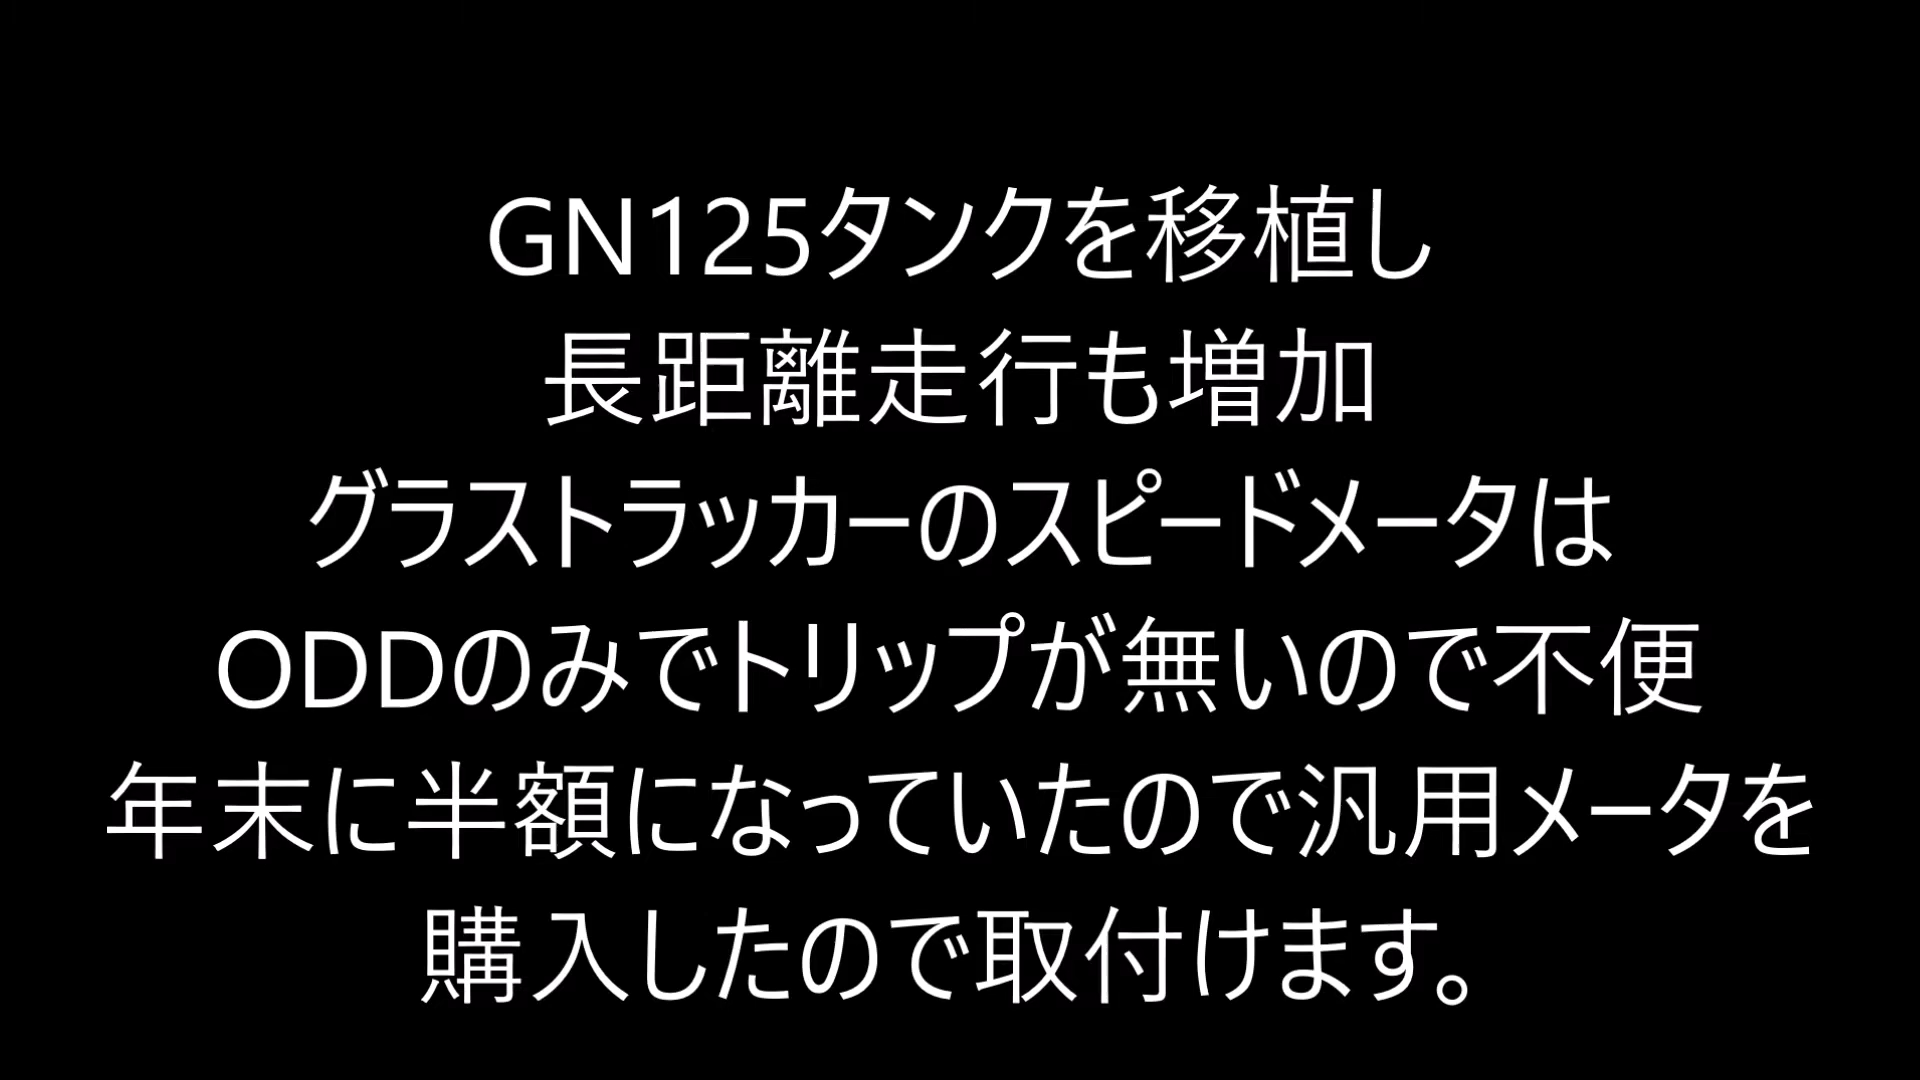 GN125タンクを移植し
長距離走行も増加
グラストラッカーのスピードメータは
ODDのみでトリップが無いので不便
年末に半額になっていたので汎用メータを
購入したので取付けます。